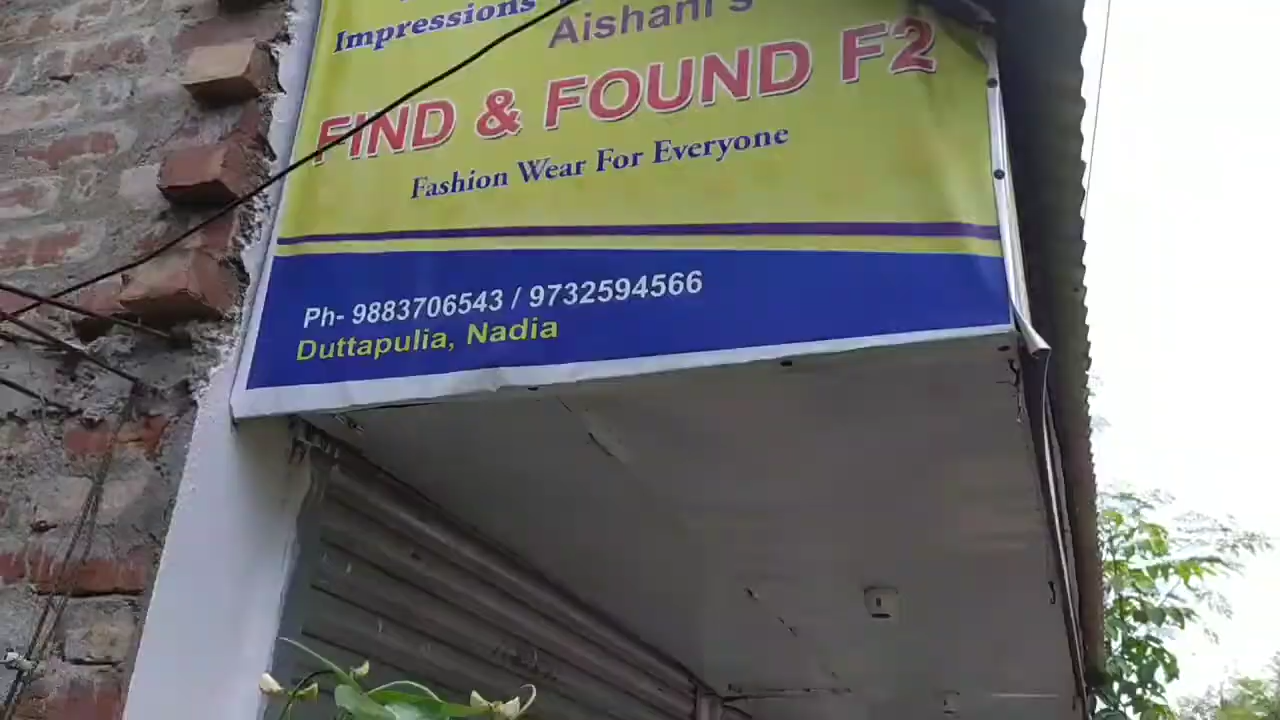 Impressions
Aishani's
FIND & FOUND F2
Fashion Wear For Everyone
Ph- 9883706543 / 9732594566
Duttapulia, Nadia